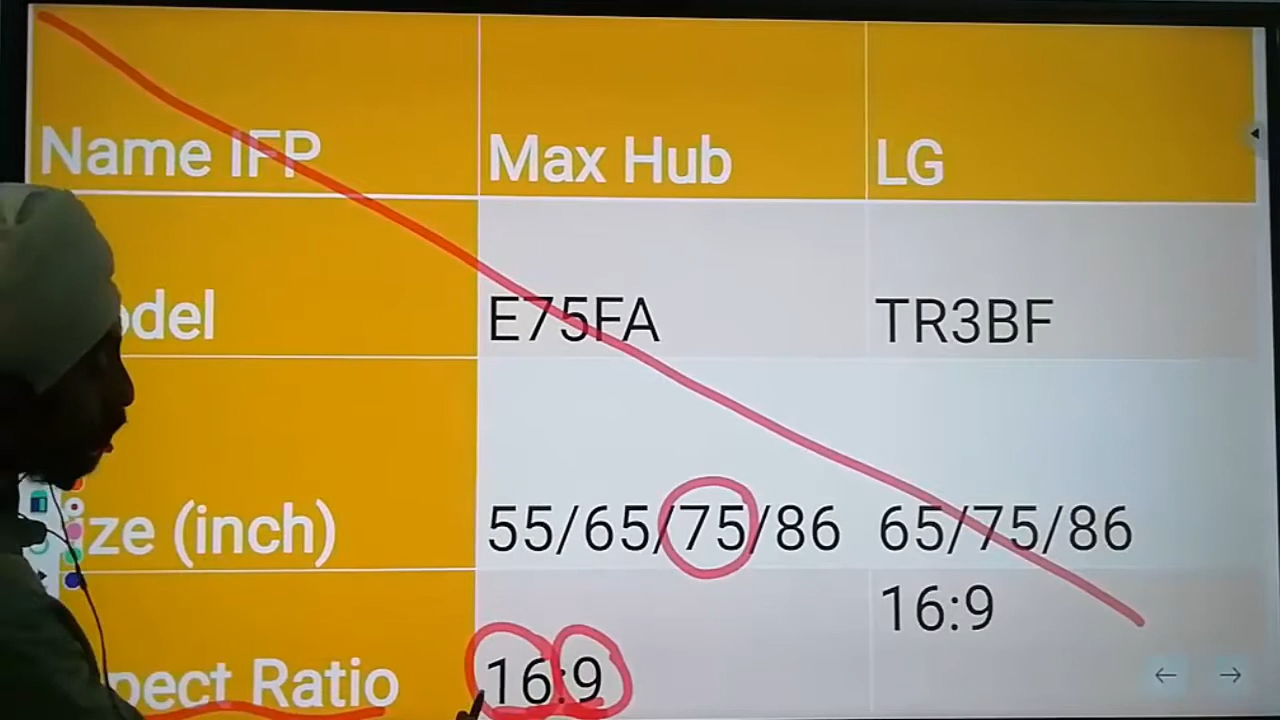 Name IFP Max Hub LG
odel E75FA TR3BF
ize (inch) 55/65/75/86 65/75/86
16:9
pect Ratio 16:9